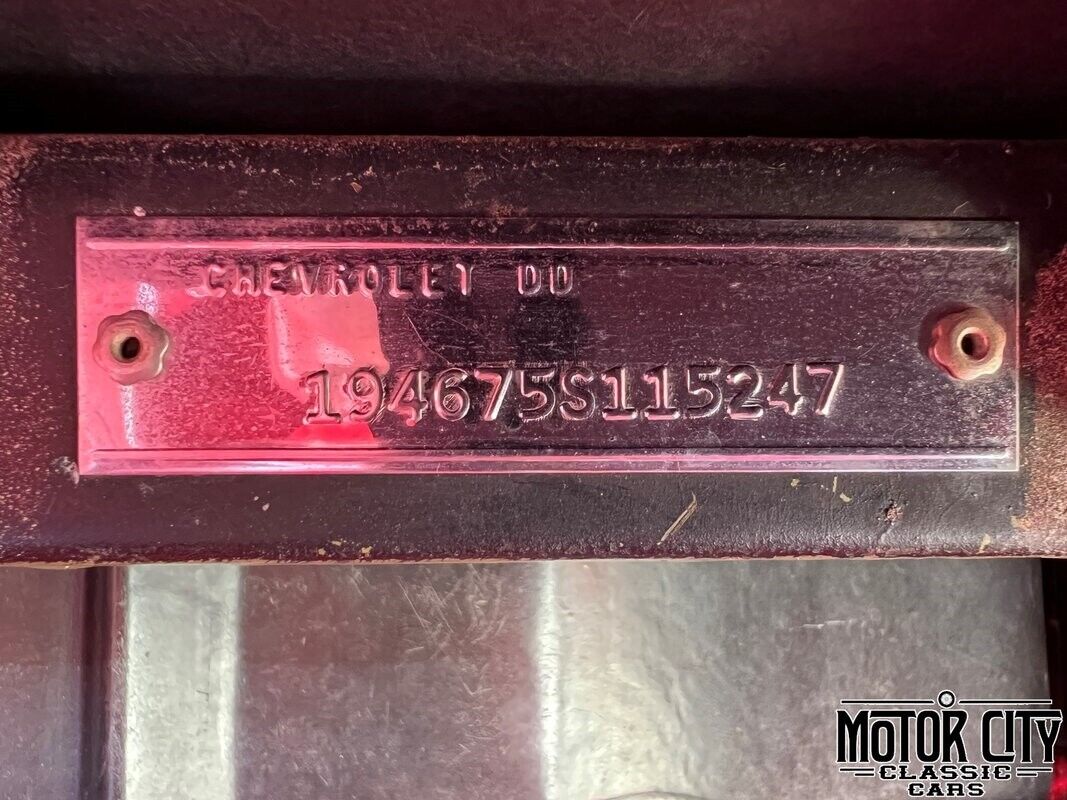 CHEVROLET DD
194675S115247
MOTOR CITY
CLASSIC
CARS